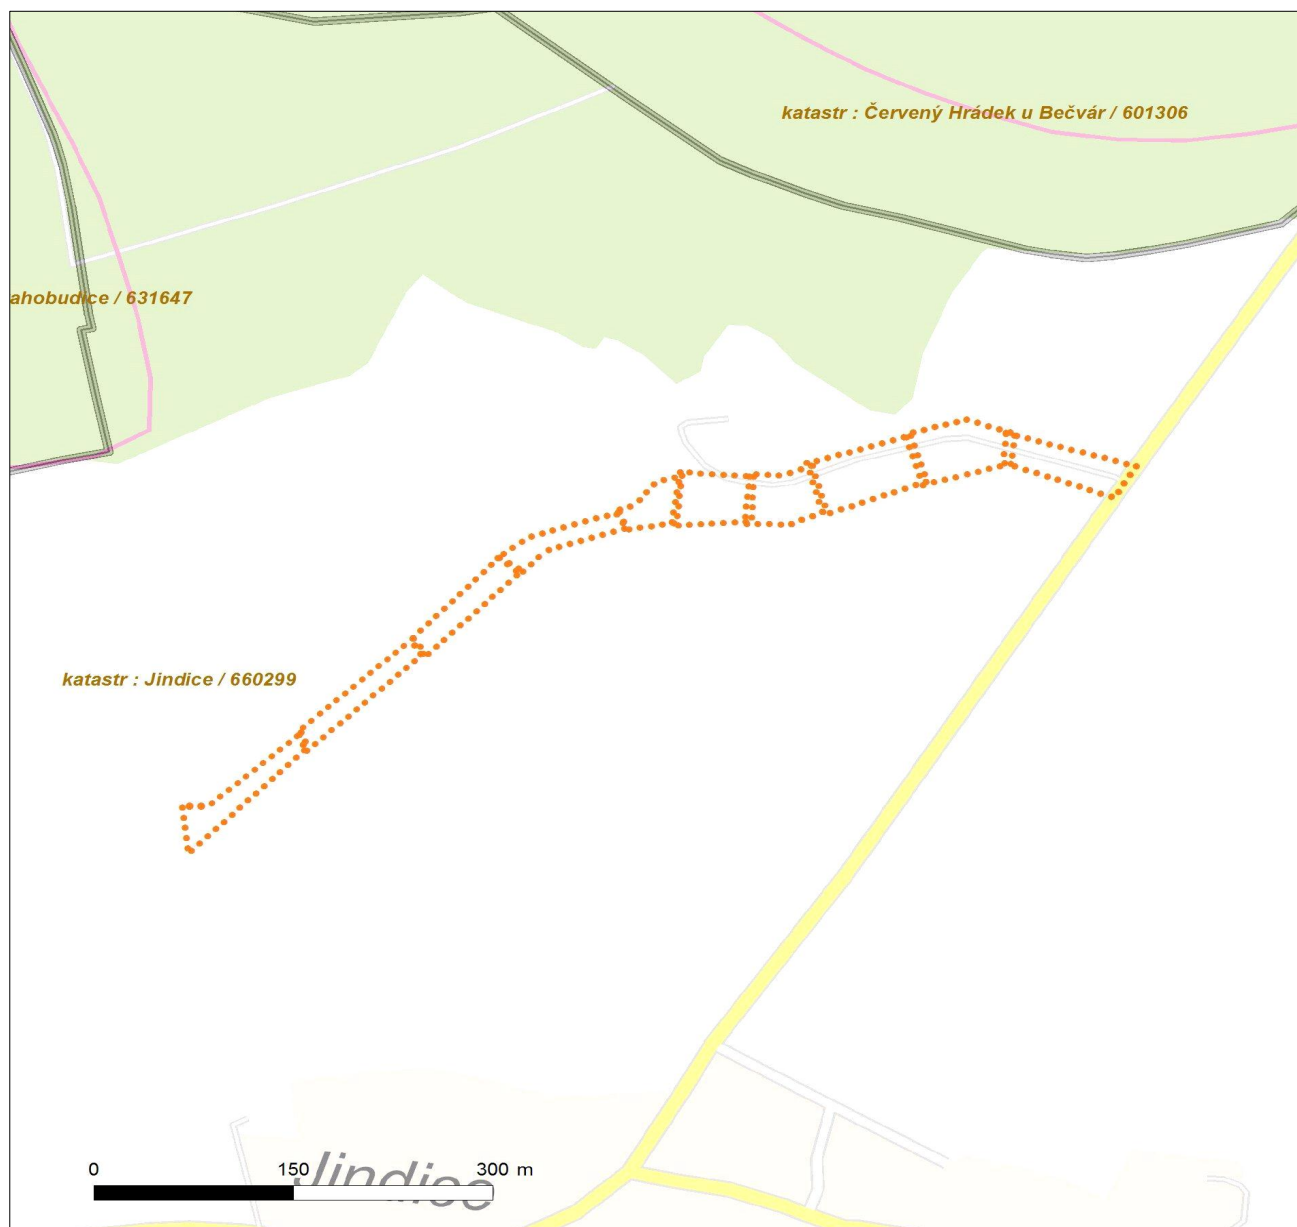 katastr : Červený Hrádek u Bečvár / 601306
ahobudice / 631647
katastr : Jindice / 660299
0 150 300 m
Jindice